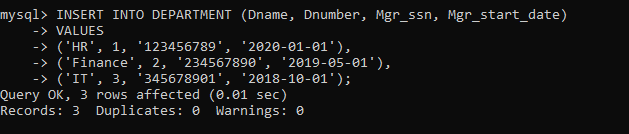 mysql> INSERT INTO DEPARTMENT (Dname, Dnumber, Mgr_ssn, Mgr_start_date)
    -> VALUES
    -> ('HR', 1, '123456789', '2020-01-01'),
    -> ('Finance', 2, '234567890', '2019-05-01'),
    -> ('IT', 3, '345678901', '2018-10-01');
Query OK, 3 rows affected (0.01 sec)
Records: 3  Duplicates: 0  Warnings: 0